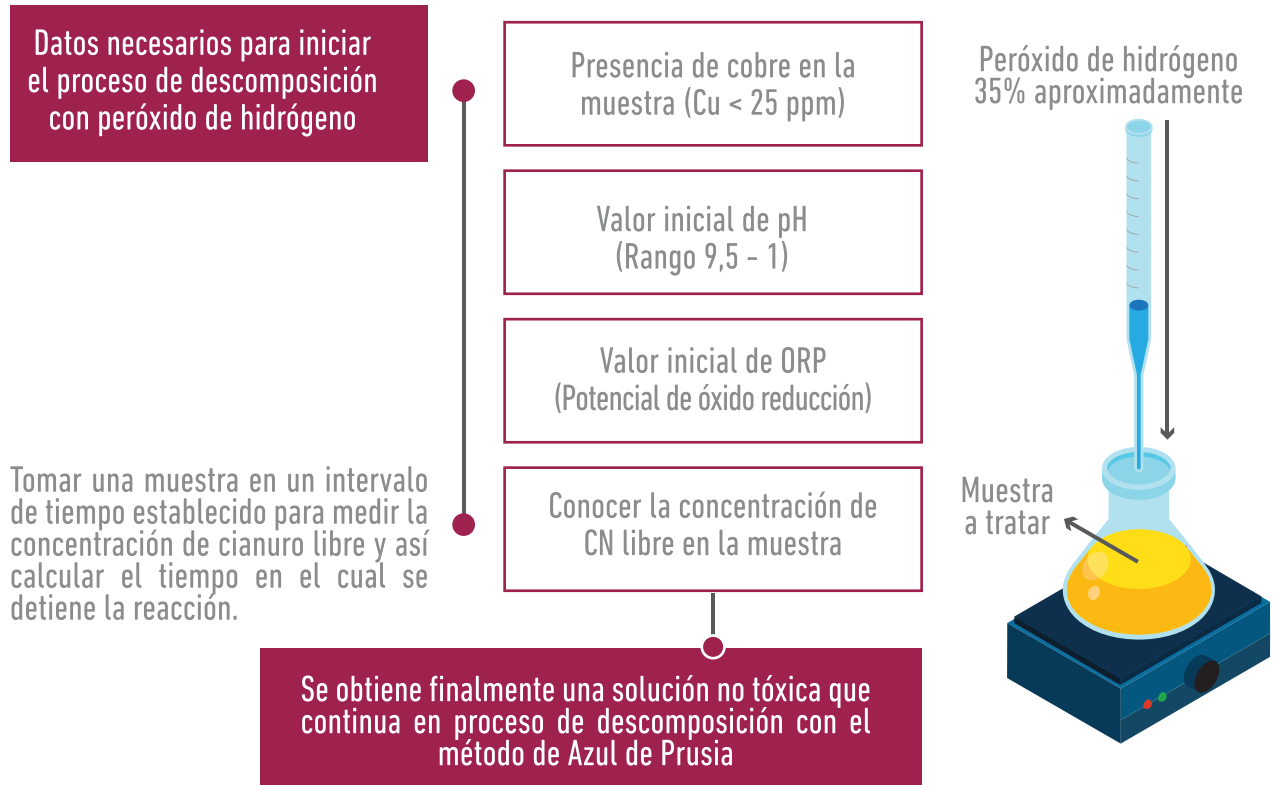 Datos necesarios para iniciar
el proceso de descomposición
con peróxido de hidrógeno
Presencia de cobre en la
muestra (Cu < 25 ppm)
Valor inicial de pH
(Rango 9,5 - 1)
Valor inicial de ORP
(Potencial de óxido reducción)
Conocer la concentración de
CN libre en la muestra
Tomar una muestra en un intervalo
de tiempo establecido para medir la
concentración de cianuro libre y así
calcular el tiempo en el cual se
detiene la reacción.
Se obtiene finalmente una solución no tóxica que
continua en proceso de descomposición con el
método de Azul de Prusia
Peróxido de hidrógeno
35% aproximadamente
Muestra
a tratar